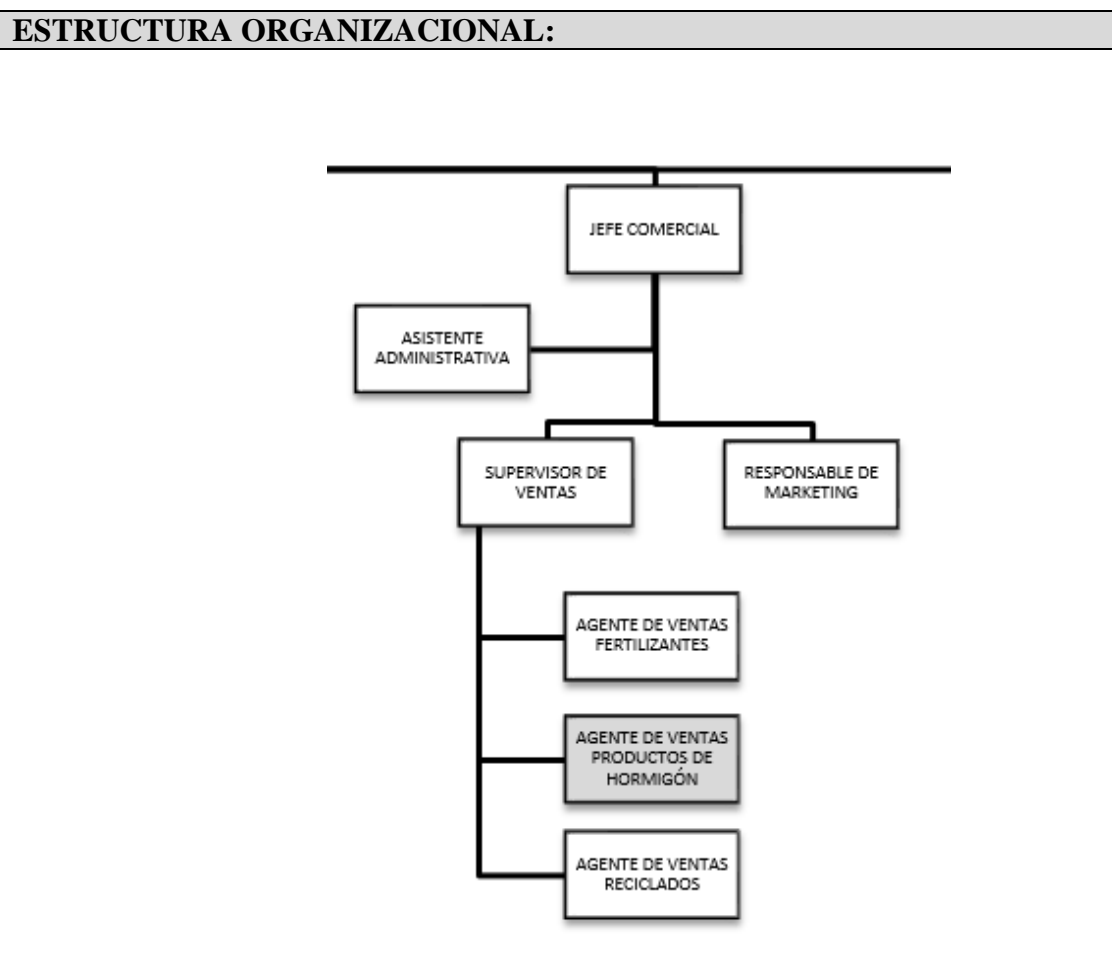 ESTRUCTURA ORGANIZACIONAL:
JEFE COMERCIAL
ASISTENTE
ADMINISTRATIVA
SUPERVISOR DE
VENTAS
RESPONSABLE DE
MARKETING
AGENTE DE VENTAS
FERTILIZANTES
AGENTE DE VENTAS
PRODUCTOS DE
HORMIGÓN
AGENTE DE VENTAS
RECICLADOS